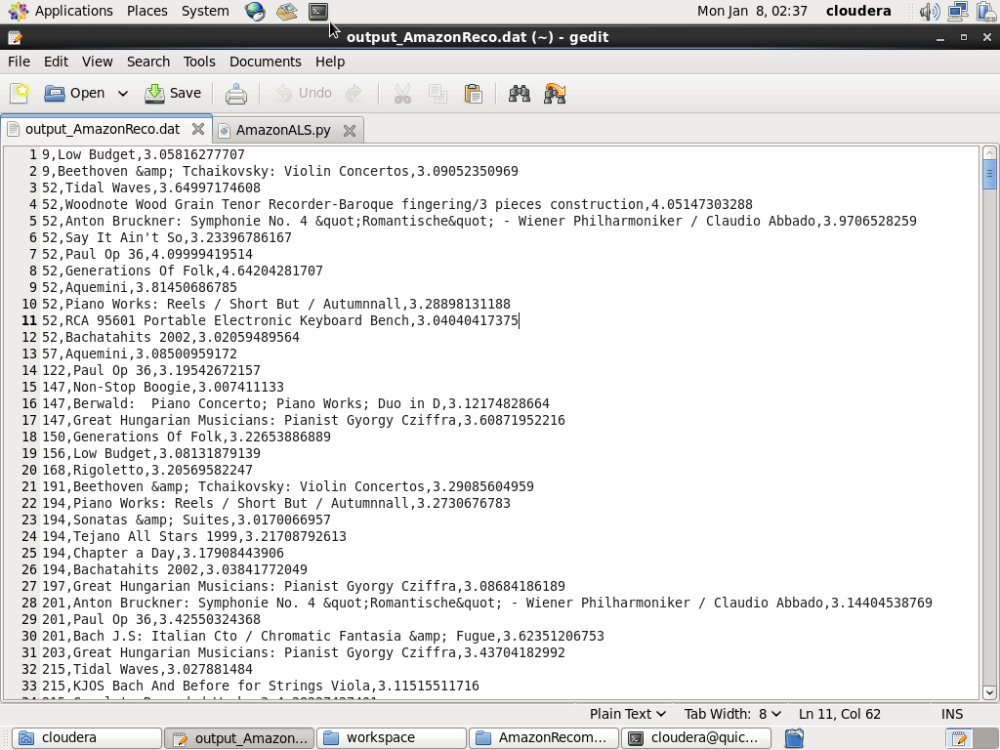 Applications Places System Mon Jan 8, 02:37 cloudera
output_AmazonReco.dat (~) - gedit
File Edit View Search Tools Documents Help
Open Save Undo
output_AmazonReco.dat AmazonALS.py
1 9,Low Budget,3.05816277707
2 9,Beethoven &amp; Tchaikovsky: Violin Concertos,3.09052350969
3 52,Tidal Waves,3.64997174608
4 52,Woodnote Wood Grain Tenor Recorder-Baroque fingering/3 pieces construction,4.05147303288
5 52,Anton Bruckner: Symphonie No. 4 &quot;Romantische&quot; - Wiener Philharmoniker / Claudio Abbado,3.9706528259
6 52,Say It Ain't So,3.23396786167
7 52,Paul Op 36,4.09999419514
8 52,Generations Of Folk,4.64204281707
9 52,Aquemini,3.81450686785
10 52,Piano Works: Reels / Short But / Autumnnall,3.28898131188
11 52,RCA 95601 Portable Electronic Keyboard Bench,3.04040417375
12 52,Bachatahits 2002,3.02059489564
13 57,Aquemini,3.08500959172
14 122,Paul Op 36,3.19542672157
15 147,Non-Stop Boogie,3.007411133
16 147,Berwald:  Piano Concerto; Piano Works; Duo in D,3.12174828664
17 147,Great Hungarian Musicians: Pianist Gyorgy Cziffra,3.60871952216
18 150,Generations Of Folk,3.22653886889
19 156,Low Budget,3.08131879139
20 168,Rigoletto,3.20569582247
21 191,Beethoven &amp; Tchaikovsky: Violin Concertos,3.29085604959
22 194,Piano Works: Reels / Short But / Autumnnall,3.2730676783
23 194,Sonatas &amp; Suites,3.0170066957
24 194,Tejano All Stars 1999,3.21708792613
25 194,Chapter a Day,3.17908443906
26 194,Bachatahits 2002,3.03841772049
27 197,Great Hungarian Musicians: Pianist Gyorgy Cziffra,3.08684186189
28 201,Anton Bruckner: Symphonie No. 4 &quot;Romantische&quot; - Wiener Philharmoniker / Claudio Abbado,3.14404538769
29 201,Paul Op 36,3.42550324368
30 201,Bach J.S: Italian Cto / Chromatic Fantasia &amp; Fugue,3.62351206753
31 203,Great Hungarian Musicians: Pianist Gyorgy Cziffra,3.43704182992
32 215,Tidal Waves,3.027881484
33 215,KJOS Bach And Before for Strings Viola,3.11515511716
Plain Text Tab Width: 8 Ln 11, Col 62 INS
cloudera output_Amazon... workspace AmazonRecom... cloudera@quic...